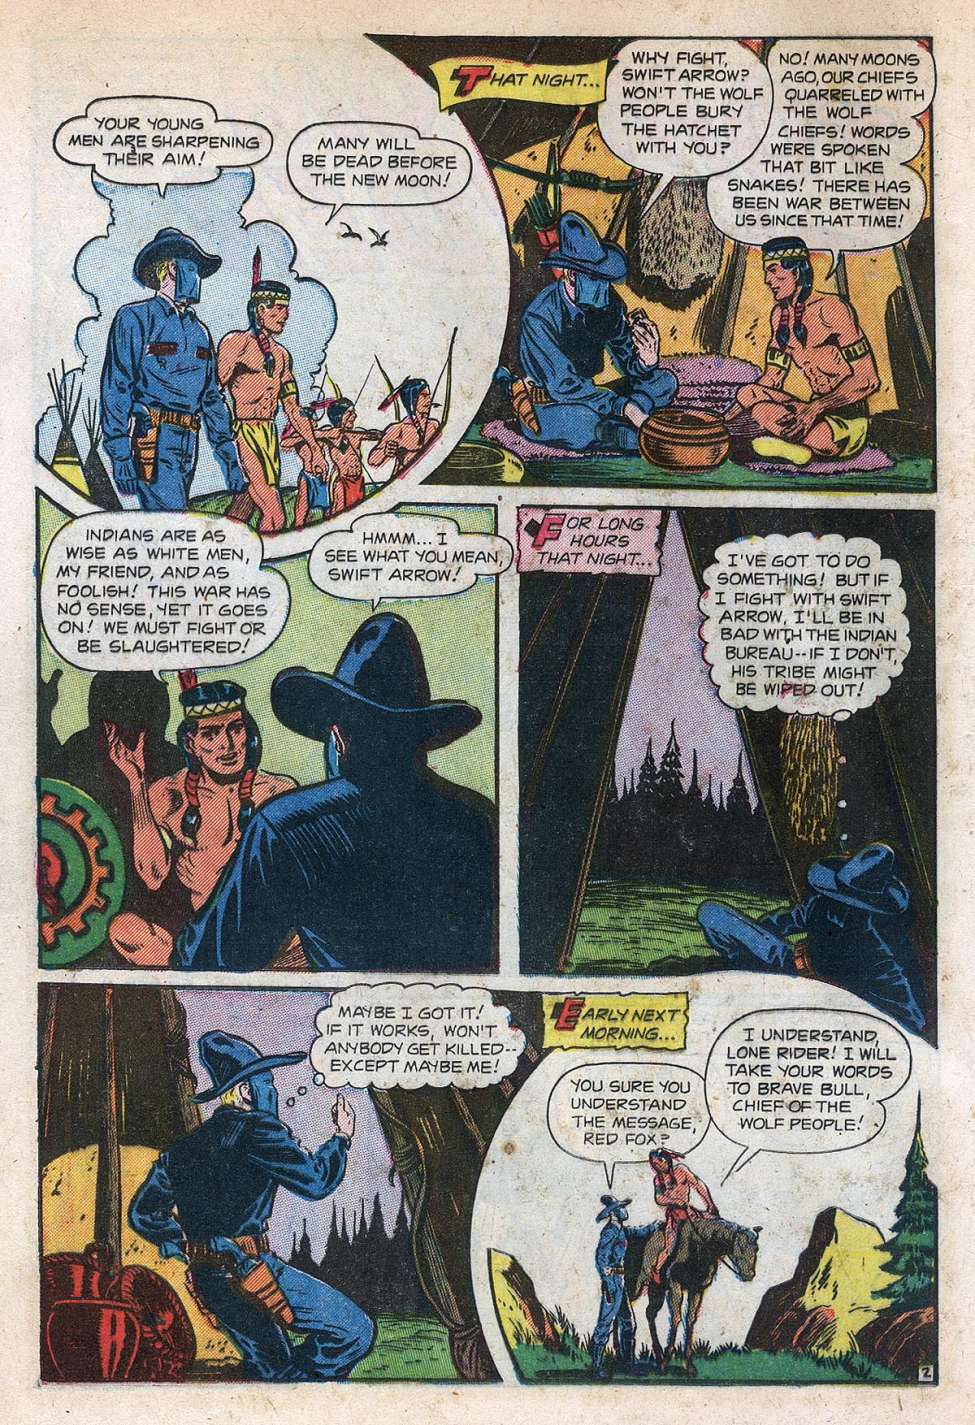 YOUR YOUNG
MEN ARE SHARPENING
THEIR AIM!
MANY WILL
BE DEAD BEFORE
THE NEW MOON!
THAT NIGHT...
WHY FIGHT,
SWIFT ARROW?
WON'T THE WOLF
PEOPLE BURY
THE HATCHET
WITH YOU?
NO! MANY MOONS
AGO, OUR CHIEFS
QUARRELED WITH
THE WOLF
CHIEFS! WORDS
WERE SPOKEN
THAT BIT LIKE
SNAKES! THERE HAS
BEEN WAR BETWEEN
US SINCE THAT TIME!
INDIANS ARE AS
WISE AS WHITE MEN,
MY FRIEND, AND AS
FOOLISH! THIS WAR HAS
NO SENSE, YET IT GOES
ON! WE MUST FIGHT OR
BE SLAUGHTERED!
HMMM... I
SEE WHAT YOU MEAN,
SWIFT ARROW!
FOR LONG
HOURS
THAT NIGHT...
I'VE GOT TO DO
SOMETHING! BUT IF
I FIGHT WITH SWIFT
ARROW, I'LL BE IN
BAD WITH THE INDIAN
BUREAU--IF I DON'T,
HIS TRIBE MIGHT
BE WIPED OUT!
MAYBE I GOT IT!
IF IT WORKS, WON'T
ANYBODY GET KILLED--
EXCEPT MAYBE ME!
EARLY NEXT
MORNING...
YOU SURE YOU
UNDERSTAND
THE MESSAGE,
RED FOX?
I UNDERSTAND,
LONE RIDER! I WILL
TAKE YOUR WORDS
TO BRAVE BULL,
CHIEF OF THE
WOLF PEOPLE!
2